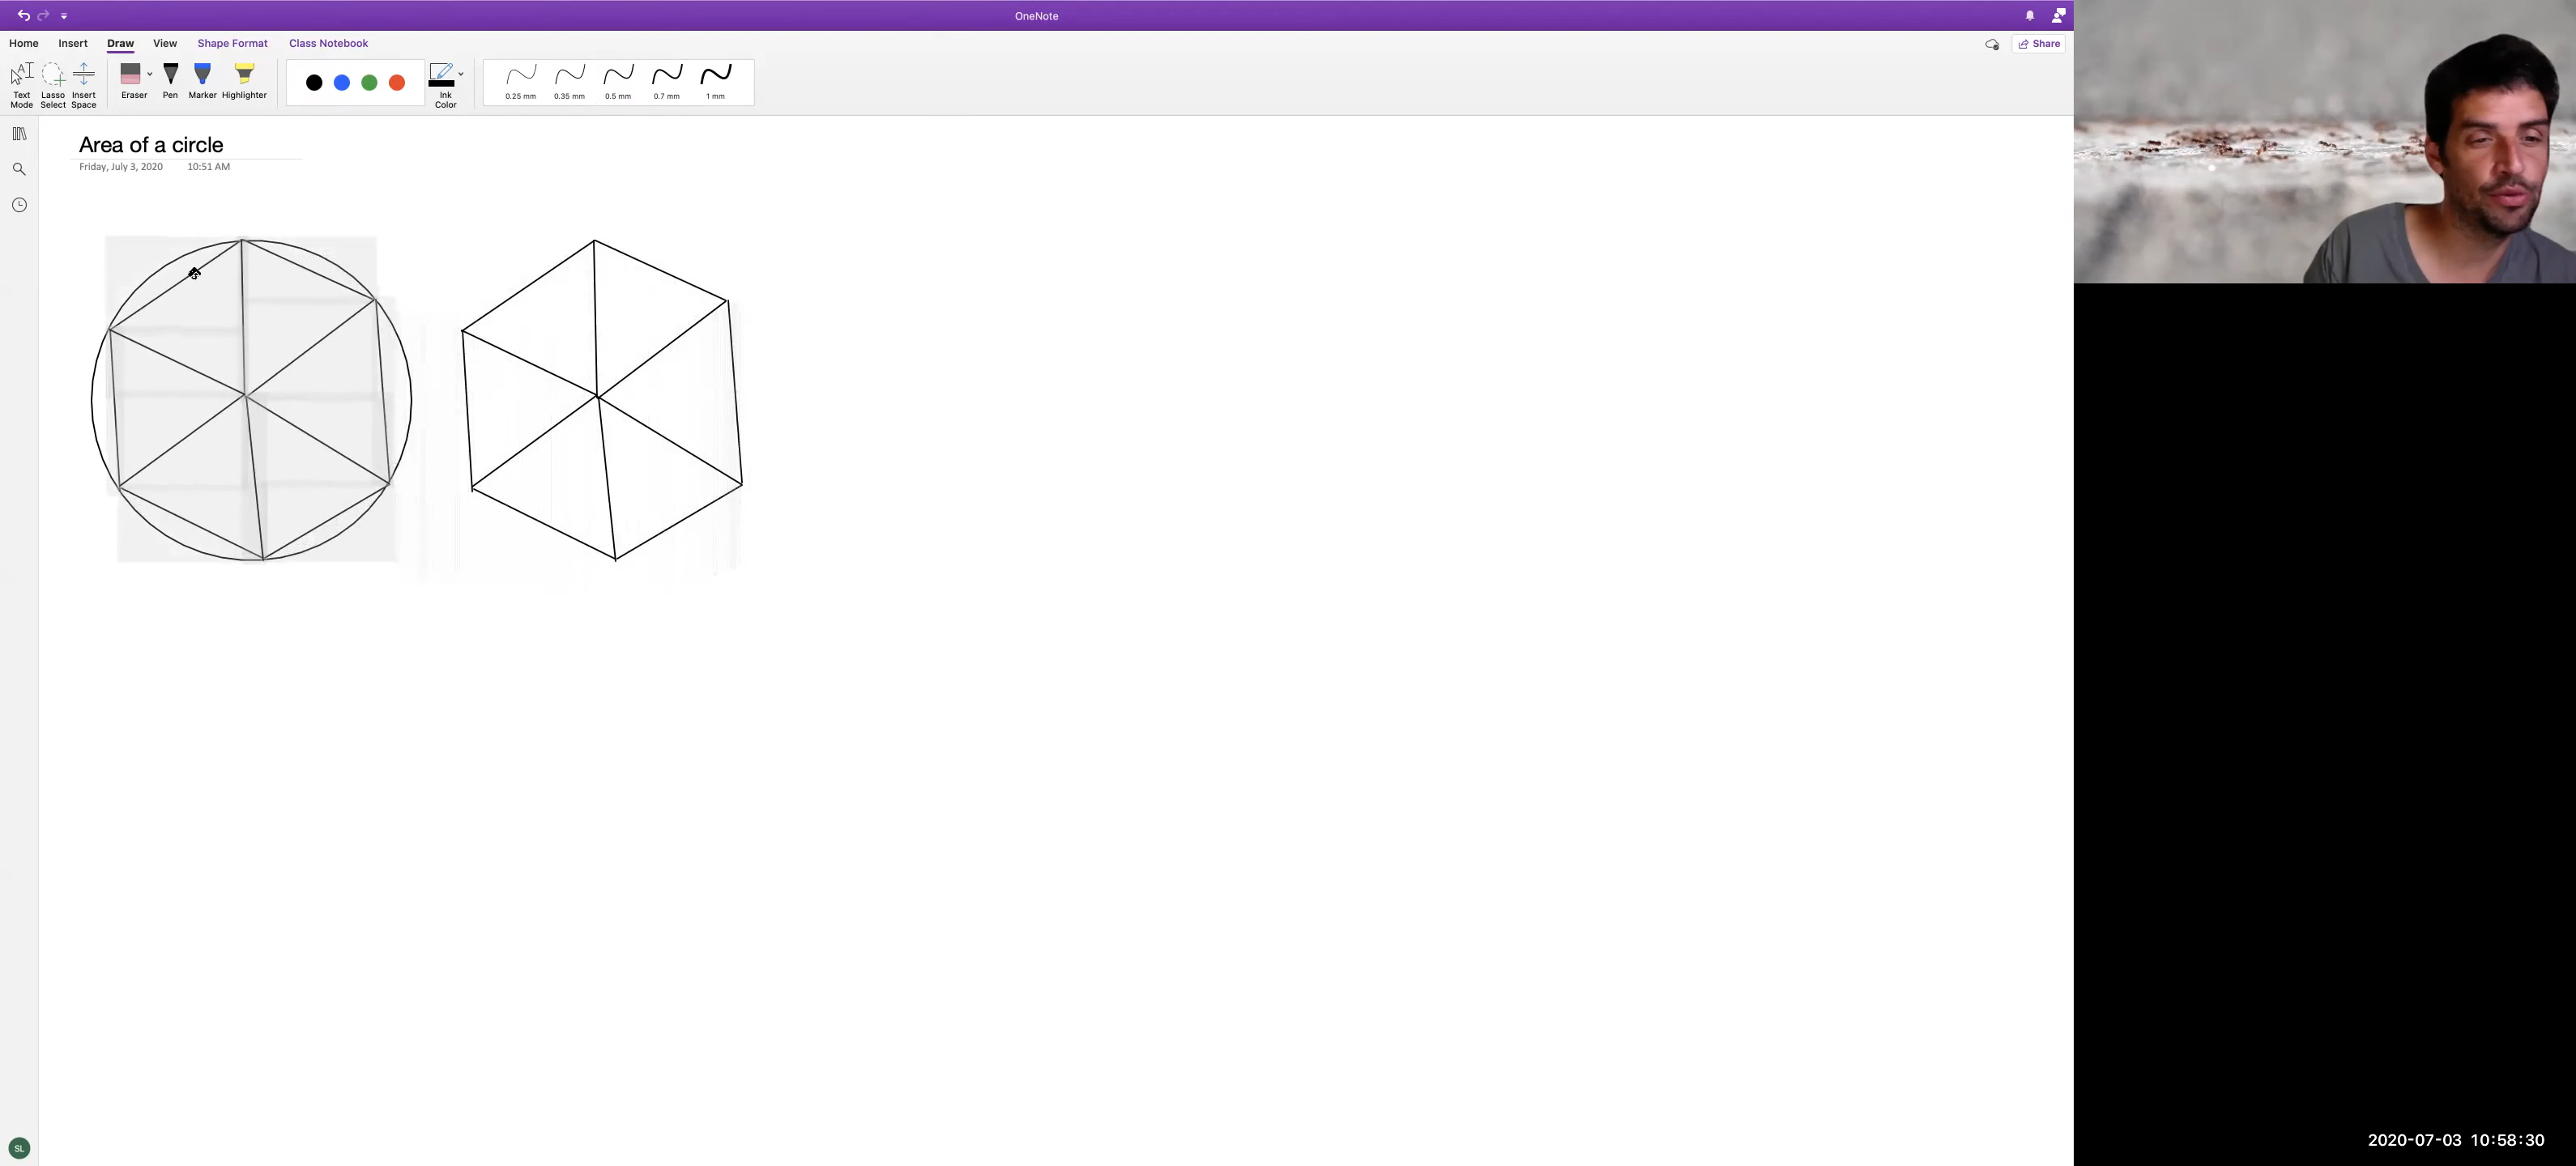 OneNote
Home Insert Draw View Shape Format Class Notebook
Share
Text Mode
Lasso Select
Insert Space
Eraser
Pen
Marker
Highlighter
Ink Color
0.25 mm 0.35 mm 0.5 mm 0.7 mm 1 mm
Area of a circle
Friday, July 3, 2020 10:51 AM
SL
2020-07-03 10:58:30